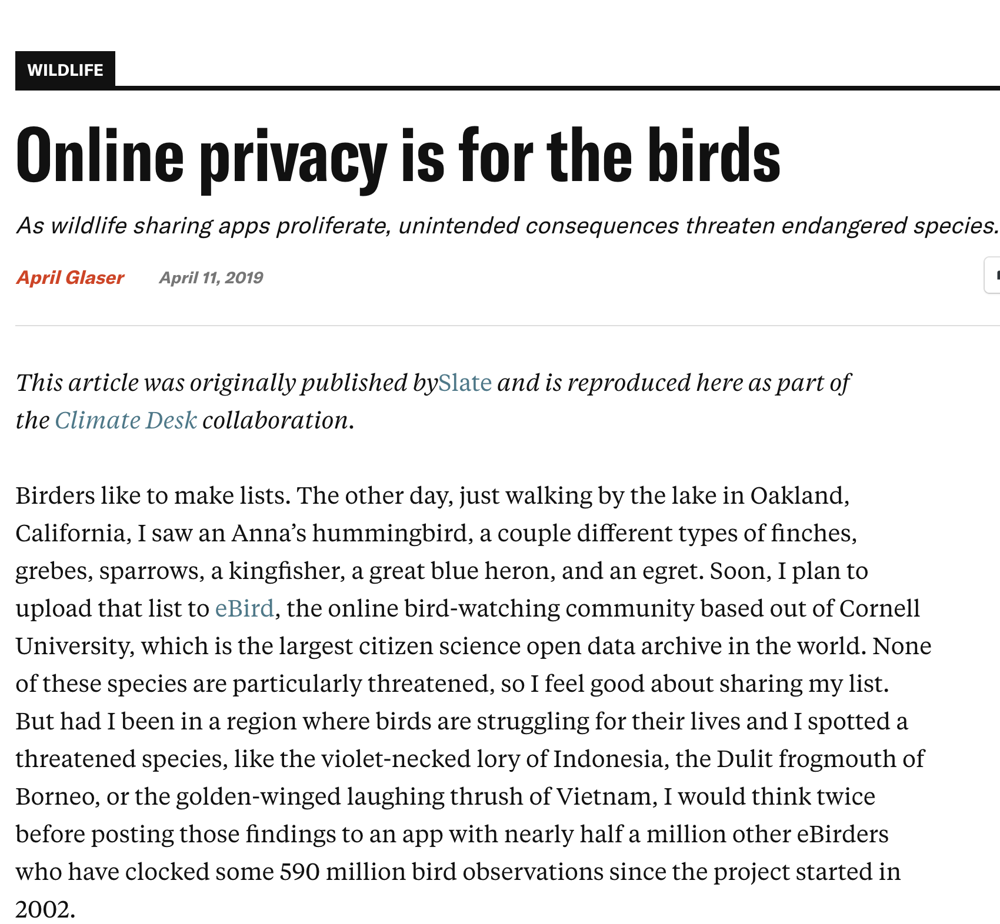 WILDLIFE
Online privacy is for the birds
As wildlife sharing apps proliferate, unintended consequences threaten endangered species.
April Glaser April 11, 2019
This article was originally published bySlate and is reproduced here as part of
the Climate Desk collaboration.
Birders like to make lists. The other day, just walking by the lake in Oakland,
California, I saw an Anna’s hummingbird, a couple different types of finches,
grebes, sparrows, a kingfisher, a great blue heron, and an egret. Soon, I plan to
upload that list to eBird, the online bird-watching community based out of Cornell
University, which is the largest citizen science open data archive in the world. None
of these species are particularly threatened, so I feel good about sharing my list.
But had I been in a region where birds are struggling for their lives and I spotted a
threatened species, like the violet-necked lory of Indonesia, the Dulit frogmouth of
Borneo, or the golden-winged laughing thrush of Vietnam, I would think twice
before posting those findings to an app with nearly half a million other eBirders
who have clocked some 590 million bird observations since the project started in
2002.